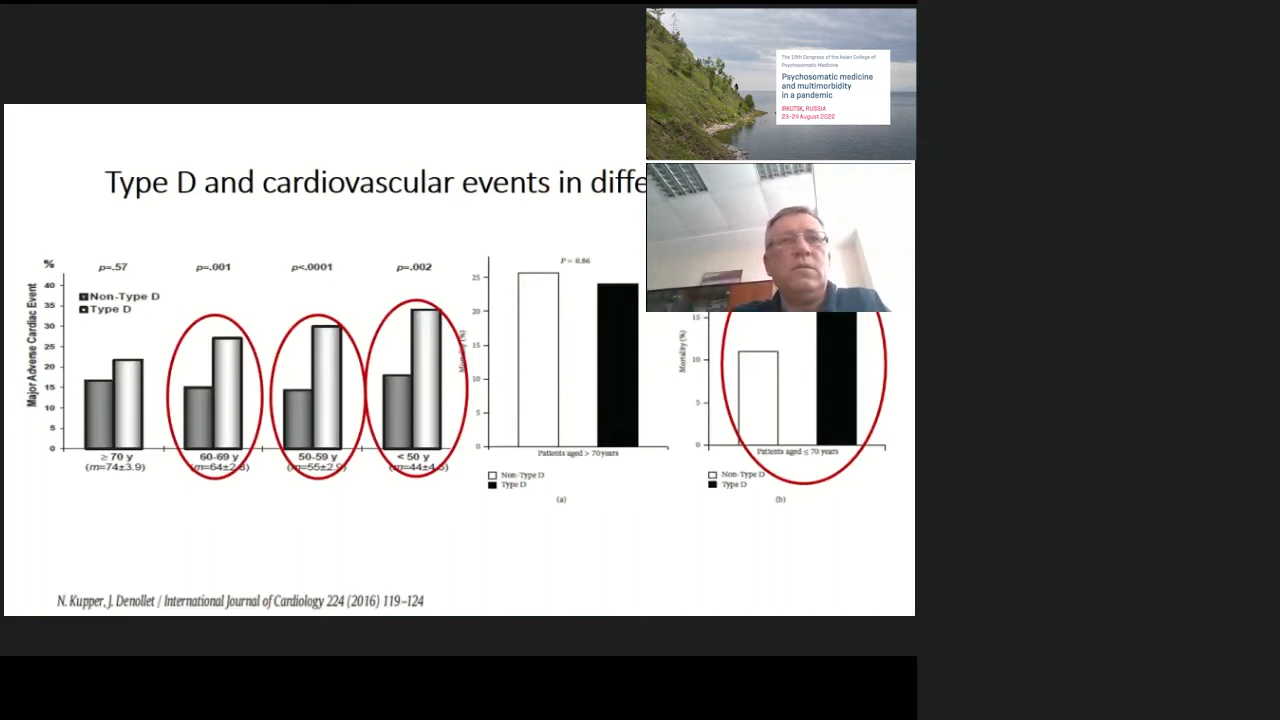 The 19th Congress of the Asian College of
Psychosomatic Medicine
Psychosomatic medicine
and multimorbidity
in a pandemic
IRKUTSK, RUSSIA
23-24 August 2022
Type D and cardiovascular events in diffe
%
p=.57
p=.001
p<.0001
p=.002
Non-Type D
Type D
Major Adverse Cardiac Event
40
35
30
25
20
15
10
5
0
≥ 70 y
60-69 y
50-59 y
< 50 y
(m=74±3.9)
(m=64±2.8)
(m=55±2.9)
(m=44±4.
P = 0.86
25
20
15
10
5
0
Patients aged > 70 years
Non-Type D
Type D
(a)
Mortality (%)
15
10
5
0
Patients aged ≤ 70 years
Non-Type D
Type D
(b)
N. Kupper, J. Denollet / International Journal of Cardiology 224 (2016) 119–124